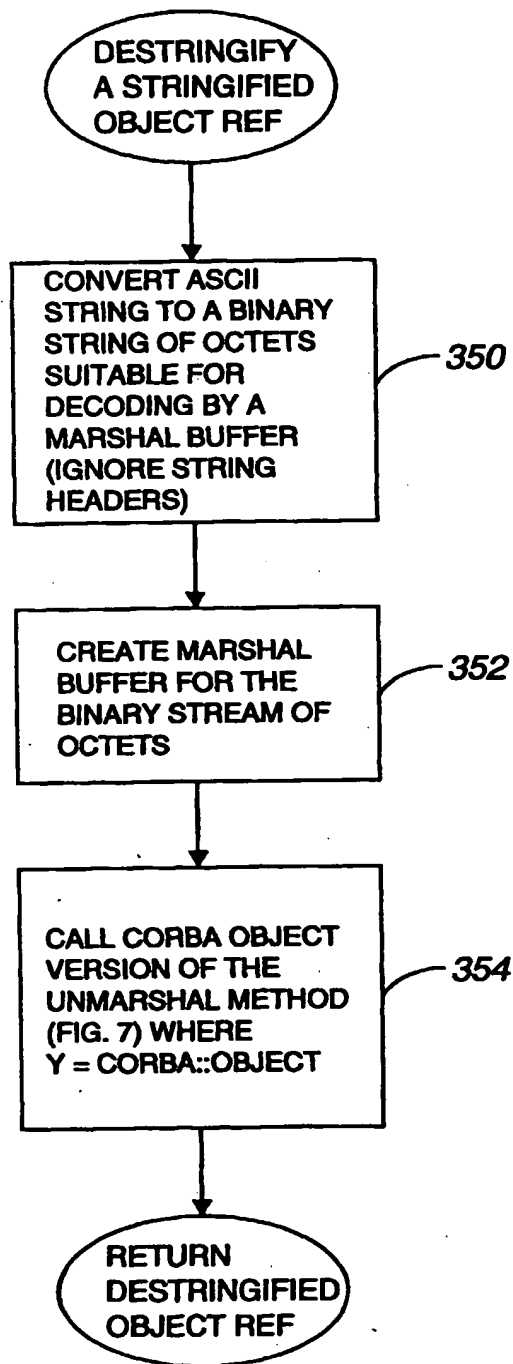 DESTRINGIFY
A STRINGIFIED
OBJECT REF
CONVERT ASCII
STRING TO A BINARY
STRING OF OCTETS
SUITABLE FOR
DECODING BY A
MARSHAL BUFFER
(IGNORE STRING
HEADERS)
350
CREATE MARSHAL
BUFFER FOR THE
BINARY STREAM OF
OCTETS
352
CALL CORBA OBJECT
VERSION OF THE
UNMARSHAL METHOD
(FIG. 7) WHERE
Y = CORBA::OBJECT
354
RETURN
DESTRINGIFIED
OBJECT REF